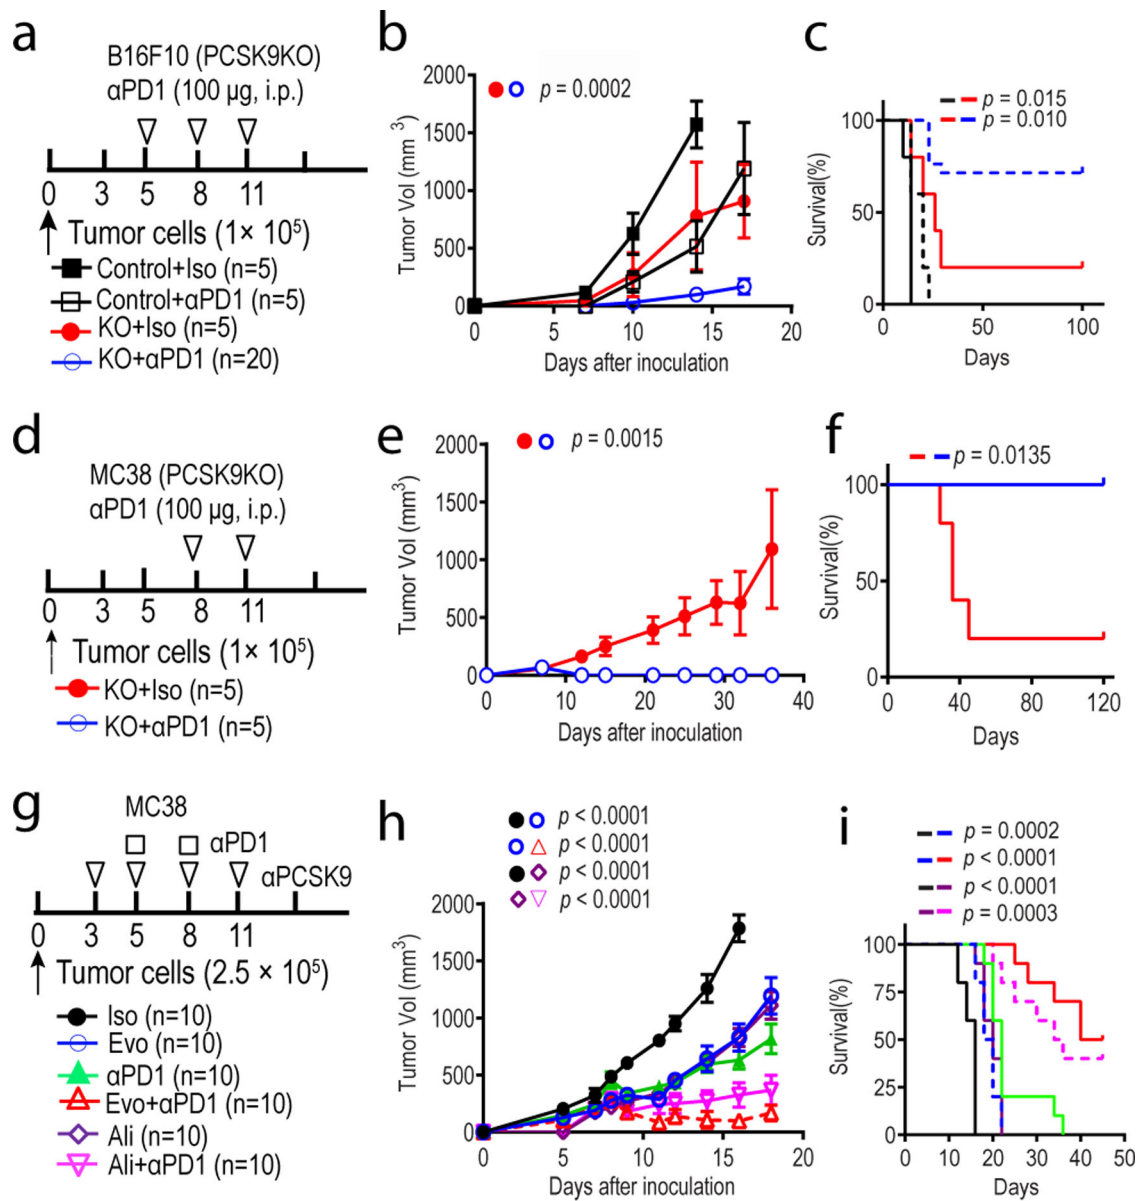 a
B16F10 (PCSK9KO)
αPD1 (100 µg, i.p.)
0 3 5 8 11
Tumor cells (1× 10⁵)
Control+Iso (n=5)
Control+αPD1 (n=5)
KO+Iso (n=5)
KO+αPD1 (n=20)
b
p = 0.0002
Tumor Vol (mm ³)
2000
1500
1000
500
0
0 5 10 15 20
Days after inoculation
c
p = 0.015
p = 0.010
Survival(%)
100
50
0
0 50 100
Days
d
MC38 (PCSK9KO)
αPD1 (100 µg, i.p.)
0 3 5 8 11
Tumor cells (1× 10⁵)
KO+Iso (n=5)
KO+αPD1 (n=5)
e
p = 0.0015
Tumor Vol (mm³)
2000
1500
1000
500
0
0 10 20 30 40
Days after inoculation
f
p = 0.0135
Survival(%)
100
50
0
0 40 80 120
Days
g
MC38
αPD1
αPCSK9
0 3 5 8 11
Tumor cells (2.5 × 10⁵)
Iso (n=10)
Evo (n=10)
αPD1 (n=10)
Evo+αPD1 (n=10)
Ali (n=10)
Ali+αPD1 (n=10)
h
p < 0.0001
p < 0.0001
p < 0.0001
p < 0.0001
Tumor Vol (mm³)
2000
1500
1000
500
0
0 5 10 15 20
Days after inoculation
i
p = 0.0002
p < 0.0001
p < 0.0001
p = 0.0003
Survival(%)
100
75
50
25
0
0 10 20 30 40 50
Days